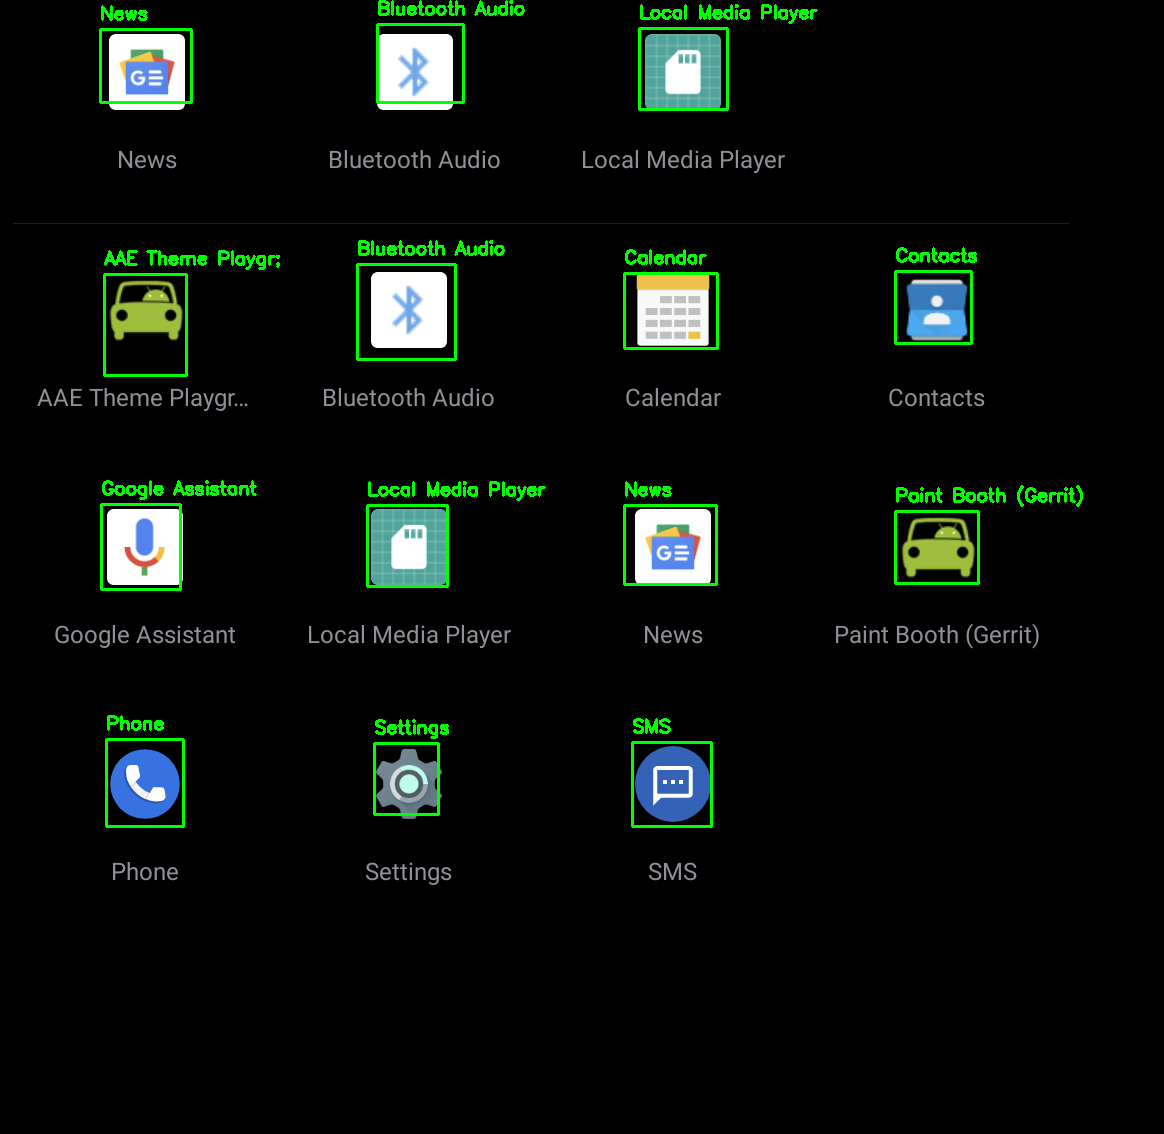 News Bluetooth Audio Local Media Player
GE
News Bluetooth Audio Local Media Player
AAE Theme Playgr; Bluetooth Audio Calendar Contacts
AAE Theme Playgr... Bluetooth Audio Calendar Contacts
Google Assistant Local Media Player News Paint Booth (Gerrit)
GE
Google Assistant Local Media Player News Paint Booth (Gerrit)
Phone Settings SMS
Phone Settings SMS